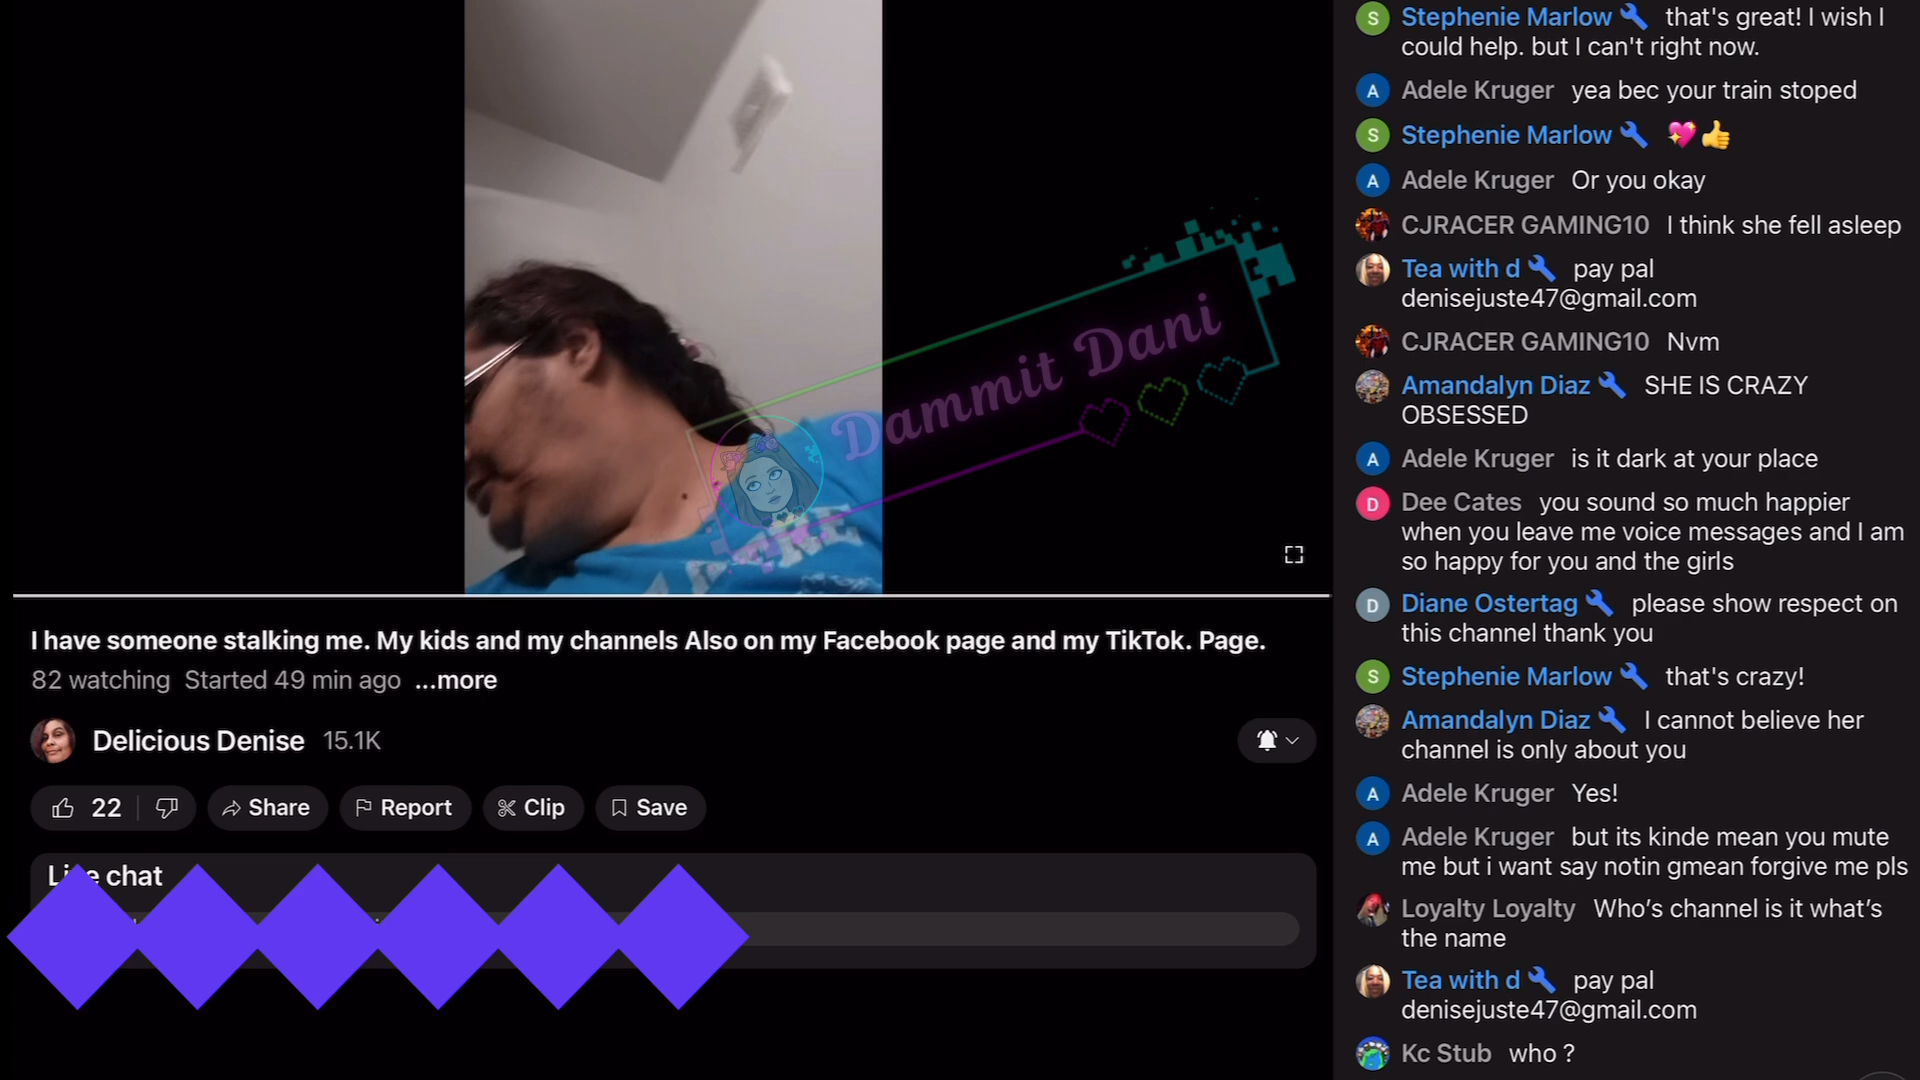 Dammit Dani
I have someone stalking me. My kids and my channels Also on my Facebook page and my TikTok. Page.
82 watching Started 49 min ago ...more
Delicious Denise 15.1K
22 Share Report Clip Save
Live chat
S Stephenie Marlow that's great! I wish I
could help. but I can't right now.
A Adele Kruger yea bec your train stoped
S Stephenie Marlow 💖👍
A Adele Kruger Or you okay
CJRACER GAMING10 I think she fell asleep
Tea with d pay pal
denisejuste47@gmail.com
CJRACER GAMING10 Nvm
Amandalyn Diaz SHE IS CRAZY
OBSESSED
A Adele Kruger is it dark at your place
D Dee Cates you sound so much happier
when you leave me voice messages and I am
so happy for you and the girls
D Diane Ostertag please show respect on
this channel thank you
S Stephenie Marlow that's crazy!
Amandalyn Diaz I cannot believe her
channel is only about you
A Adele Kruger Yes!
A Adele Kruger but its kinde mean you mute
me but i want say notin gmean forgive me pls
Loyalty Loyalty Who’s channel is it what’s
the name
Tea with d pay pal
denisejuste47@gmail.com
Kc Stub who ?